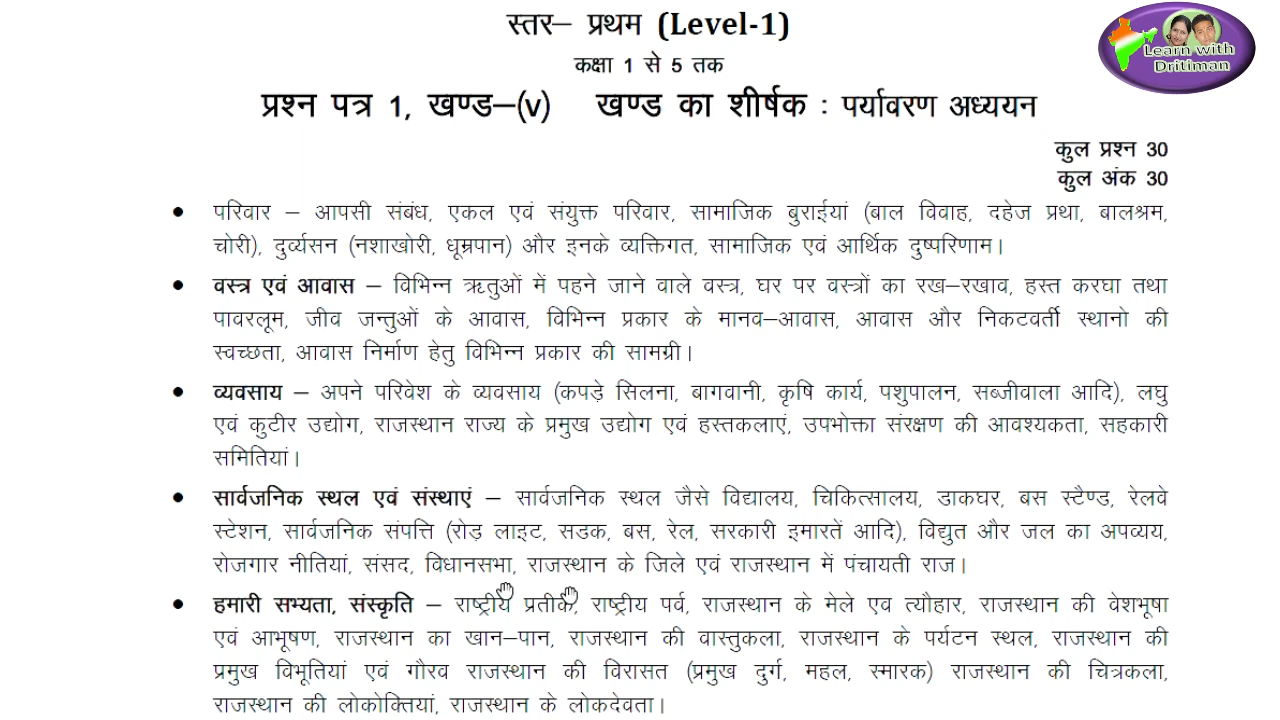 स्तर– प्रथम (Level-1)
Learn with
Dritiman
कक्षा 1 से 5 तक
प्रश्न पत्र 1, खण्ड–(v) खण्ड का शीर्षक : पर्यावरण अध्ययन
कुल प्रश्न 30
कुल अंक 30
• परिवार – आपसी संबंध, एकल एवं संयुक्त परिवार, सामाजिक बुराईयां (बाल विवाह, दहेज प्रथा, बालश्रम,
चोरी), दुर्व्यसन (नशाखोरी, धूम्रपान) और इनके व्यक्तिगत, सामाजिक एवं आर्थिक दुष्परिणाम।
• वस्त्र एवं आवास – विभिन्न ऋतुओं में पहने जाने वाले वस्त्र, घर पर वस्त्रों का रख–रखाव, हस्त करघा तथा
पावरलूम, जीव जन्तुओं के आवास, विभिन्न प्रकार के मानव–आवास, आवास और निकटवर्ती स्थानो की
स्वच्छता, आवास निर्माण हेतु विभिन्न प्रकार की सामग्री।
• व्यवसाय – अपने परिवेश के व्यवसाय (कपड़े सिलना, बागवानी, कृषि कार्य, पशुपालन, सब्जीवाला आदि), लघु
एवं कुटीर उद्योग, राजस्थान राज्य के प्रमुख उद्योग एवं हस्तकलाएं, उपभोक्ता संरक्षण की आवश्यकता, सहकारी
समितियां।
• सार्वजनिक स्थल एवं संस्थाएं – सार्वजनिक स्थल जैसे विद्यालय, चिकित्सालय, डाकघर, बस स्टैण्ड, रेलवे
स्टेशन, सार्वजनिक संपत्ति (रोड़ लाइट, सडक, बस, रेल, सरकारी इमारतें आदि), विद्युत और जल का अपव्यय,
रोजगार नीतियां, संसद, विधानसभा, राजस्थान के जिले एवं राजस्थान में पंचायती राज।
• हमारी सभ्यता, संस्कृति – राष्ट्रीय प्रतीक, राष्ट्रीय पर्व, राजस्थान के मेले एव त्यौहार, राजस्थान की वेशभूषा
एवं आभूषण, राजस्थान का खान–पान, राजस्थान की वास्तुकला, राजस्थान के पर्यटन स्थल, राजस्थान की
प्रमुख विभूतियां एवं गौरव राजस्थान की विरासत (प्रमुख दुर्ग, महल, स्मारक) राजस्थान की चित्रकला,
राजस्थान की लोकोक्तियां, राजस्थान के लोकदेवता।